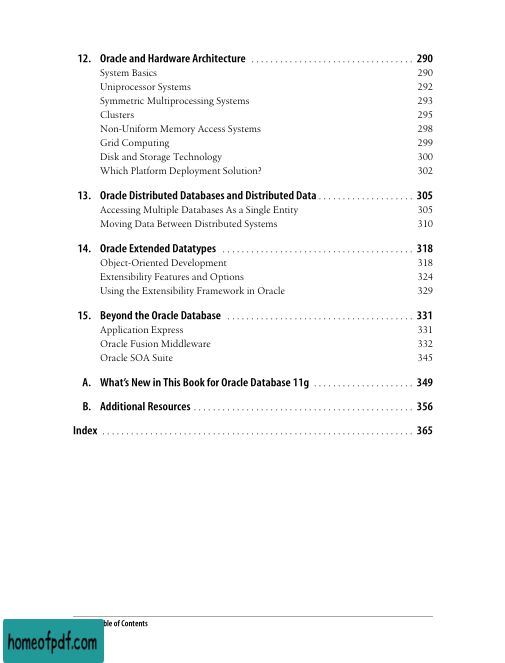 12. Oracle and Hardware Architecture . . . . . . . . . . . . . . . . . . . . . . . . . . . . . . . . . . 290
System Basics 290
Uniprocessor Systems 292
Symmetric Multiprocessing Systems 293
Clusters 295
Non-Uniform Memory Access Systems 298
Grid Computing 299
Disk and Storage Technology 300
Which Platform Deployment Solution? 302
13. Oracle Distributed Databases and Distributed Data . . . . . . . . . . . . . . . . . . . . 305
Accessing Multiple Databases As a Single Entity 305
Moving Data Between Distributed Systems 310
14. Oracle Extended Datatypes . . . . . . . . . . . . . . . . . . . . . . . . . . . . . . . . . . . . . . . . 318
Object-Oriented Development 318
Extensibility Features and Options 324
Using the Extensibility Framework in Oracle 329
15. Beyond the Oracle Database . . . . . . . . . . . . . . . . . . . . . . . . . . . . . . . . . . . . . . . 331
Application Express 331
Oracle Fusion Middleware 332
Oracle SOA Suite 345
A. What's New in This Book for Oracle Database 11g . . . . . . . . . . . . . . . . . . . . . 349
B. Additional Resources . . . . . . . . . . . . . . . . . . . . . . . . . . . . . . . . . . . . . . . . . . . . . . 356
Index . . . . . . . . . . . . . . . . . . . . . . . . . . . . . . . . . . . . . . . . . . . . . . . . . . . . . . . . . . . . . . . . . 365
of Contents
homeofpdf.com